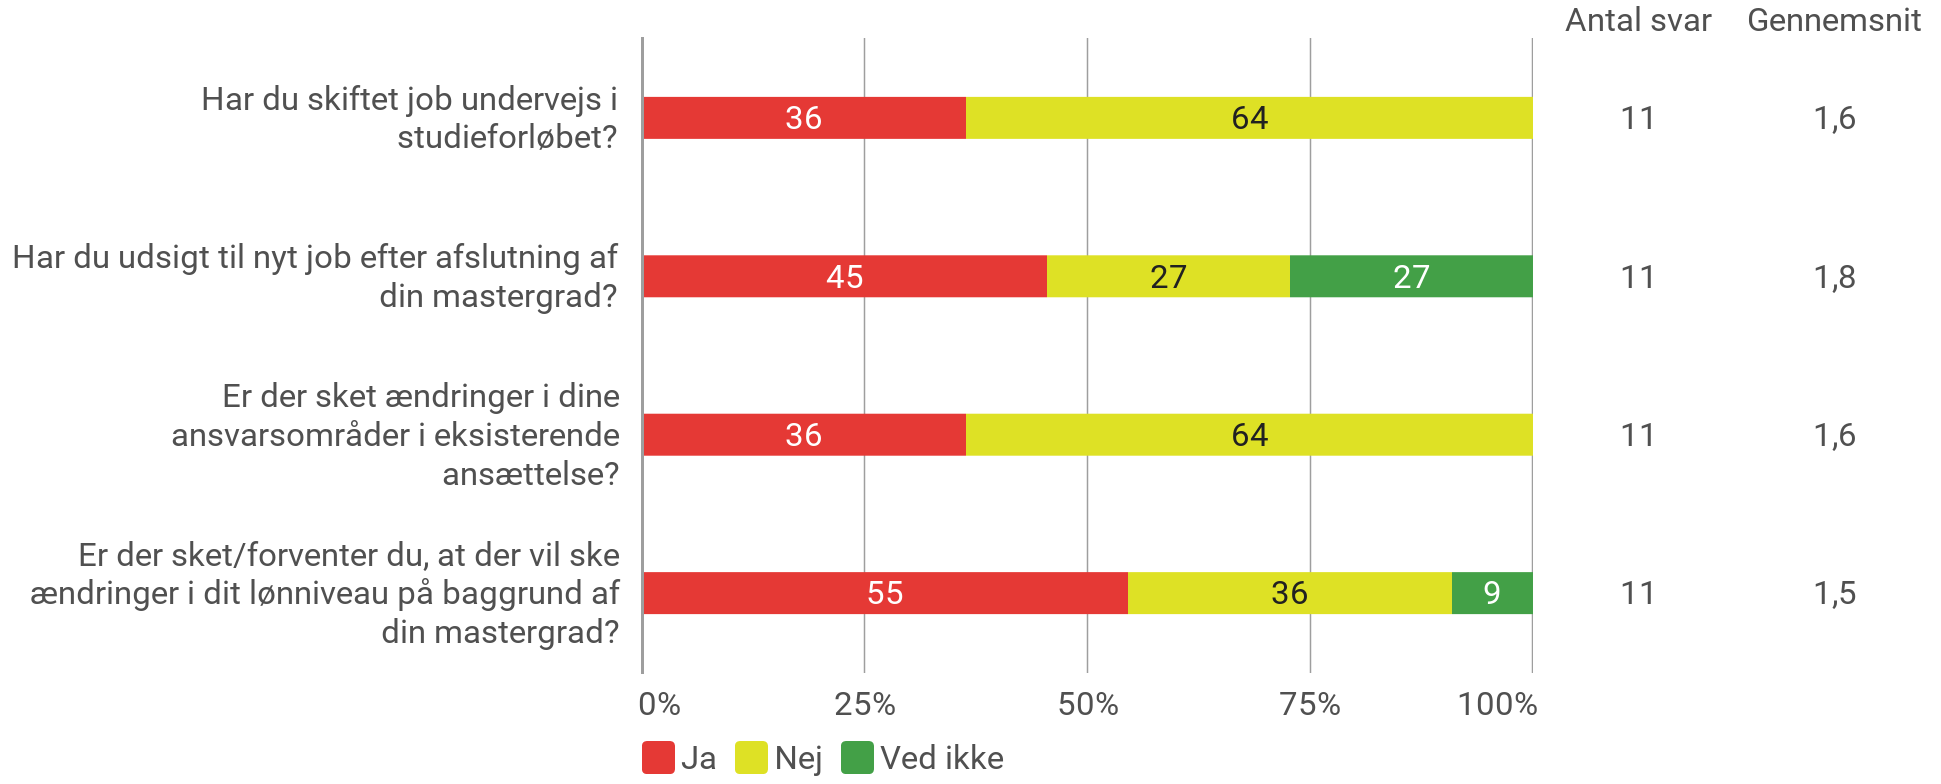 Antal svar Gennemsnit
Har du skiftet job undervejs i
studieforløbet?
36 64 11 1,6
Har du udsigt til nyt job efter afslutning af
din mastergrad?
45 27 27 11 1,8
Er der sket ændringer i dine
ansvarsområder i eksisterende
ansættelse?
36 64 11 1,6
Er der sket/forventer du, at der vil ske
ændringer i dit lønniveau på baggrund af
din mastergrad?
55 36 9 11 1,5
0% 25% 50% 75% 100%
Ja Nej Ved ikke